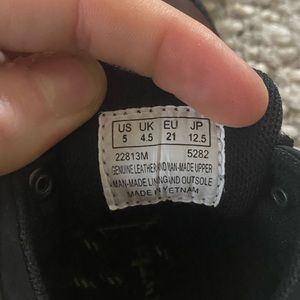 US UK EU JP
5 4.5 21 12.5
22813M 5282
GENUINE LEATHER AND MAN-MADE UPPER
MAN-MADE LINING AND OUTSOLE
MADE IN VIETNAM